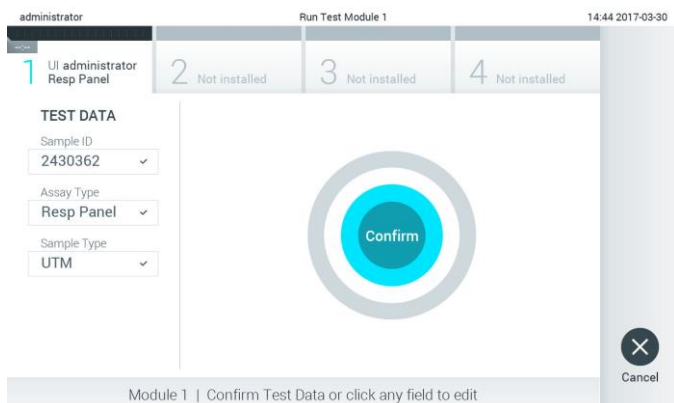 administrator
Run Test Module 1
14:44 2017-03-30
--:--
1 UI administrator
Resp Panel
2 Not installed
3 Not installed
4 Not installed
TEST DATA
Sample ID
2430362
Assay Type
Resp Panel
Sample Type
UTM
Confirm
Cancel
Module 1 | Confirm Test Data or click any field to edit